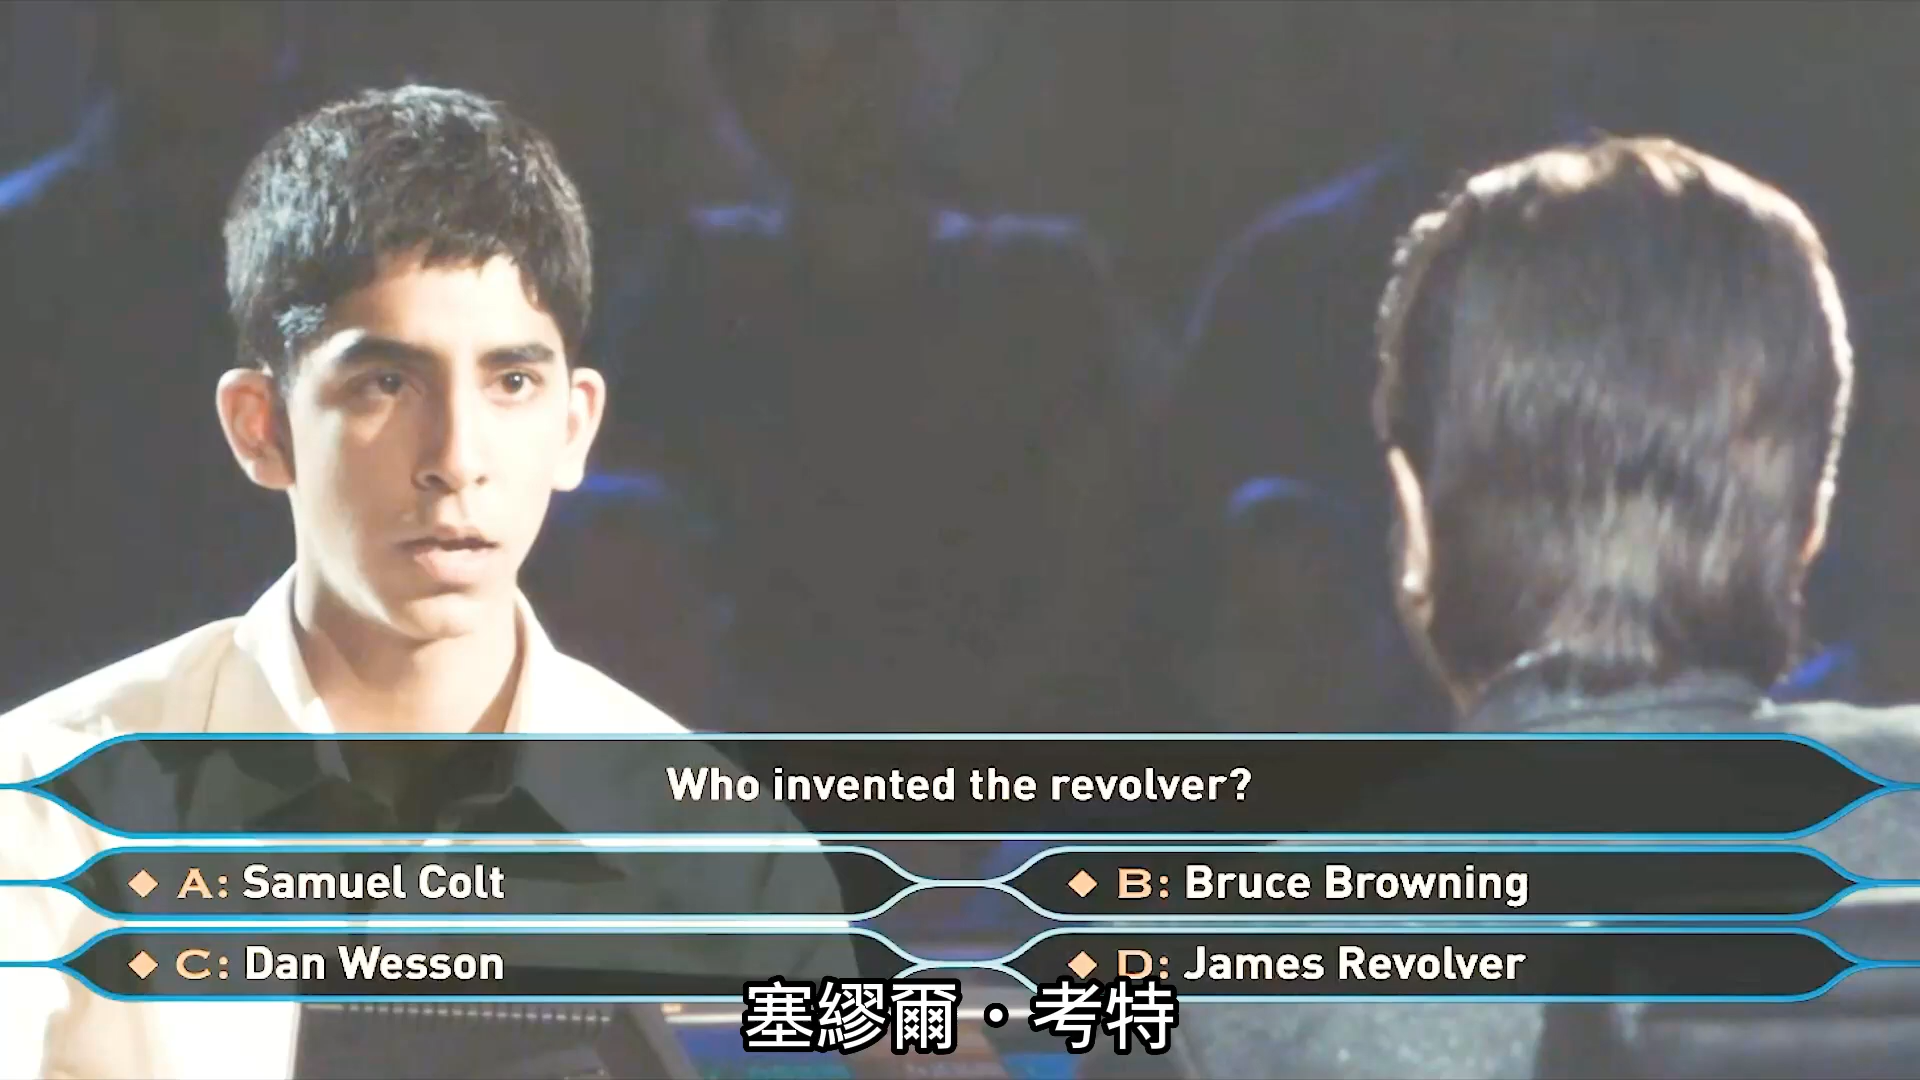 Who invented the revolver?
A: Samuel Colt
B: Bruce Browning
C: Dan Wesson
D: James Revolver
塞繆爾·考特